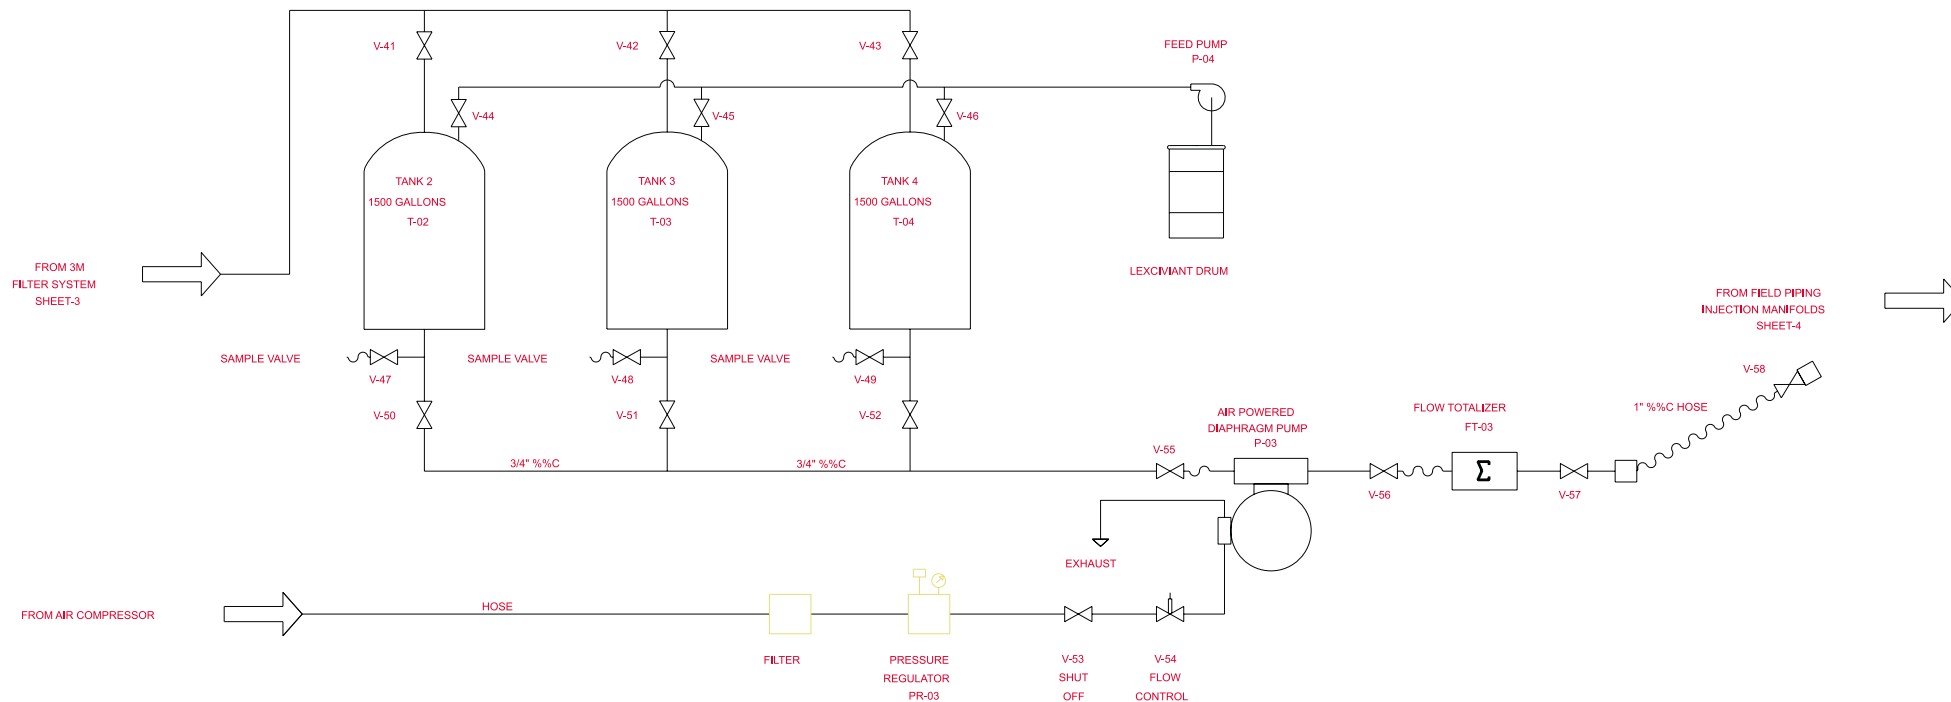 V-41
V-42
V-43
FEED PUMP
P-04
V-44
V-45
V-46
TANK 2
1500 GALLONS
T-02
TANK 3
1500 GALLONS
T-03
TANK 4
1500 GALLONS
T-04
FROM 3M
FILTER SYSTEM
SHEET-3
LEXCIVIANT DRUM
FROM FIELD PIPING
INJECTION MANIFOLDS
SHEET-4
SAMPLE VALVE
SAMPLE VALVE
SAMPLE VALVE
V-47
V-48
V-49
V-58
V-50
V-51
V-52
AIR POWERED
DIAPHRAGM PUMP
P-03
FLOW TOTALIZER
FT-03
1" %%C HOSE
3/4" %%C
3/4" %%C
V-55
Σ
V-56
V-57
EXHAUST
FROM AIR COMPRESSOR
HOSE
FILTER
PRESSURE
REGULATOR
PR-03
V-53
SHUT
OFF
V-54
FLOW
CONTROL